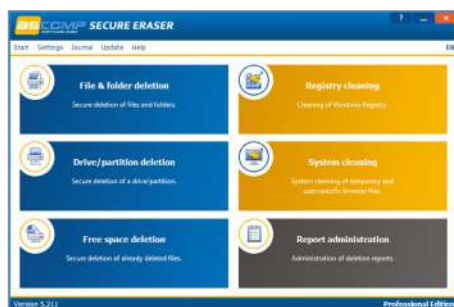 ASCOMP SECURE ERASER
Start Settings Journal Update Help
File & folder deletion
Secure deletion of files and folders.
Registry cleaning
Cleaning of Windows Registry.
Drive/partition deletion
Secure deletion of a drive/partition.
System cleaning
System cleaning of temporary and
user-specific browser files.
Free space deletion
Secure deletion of already deleted files.
Report administration
Administration of deletion reports.
Version 5.211
Professional Edition